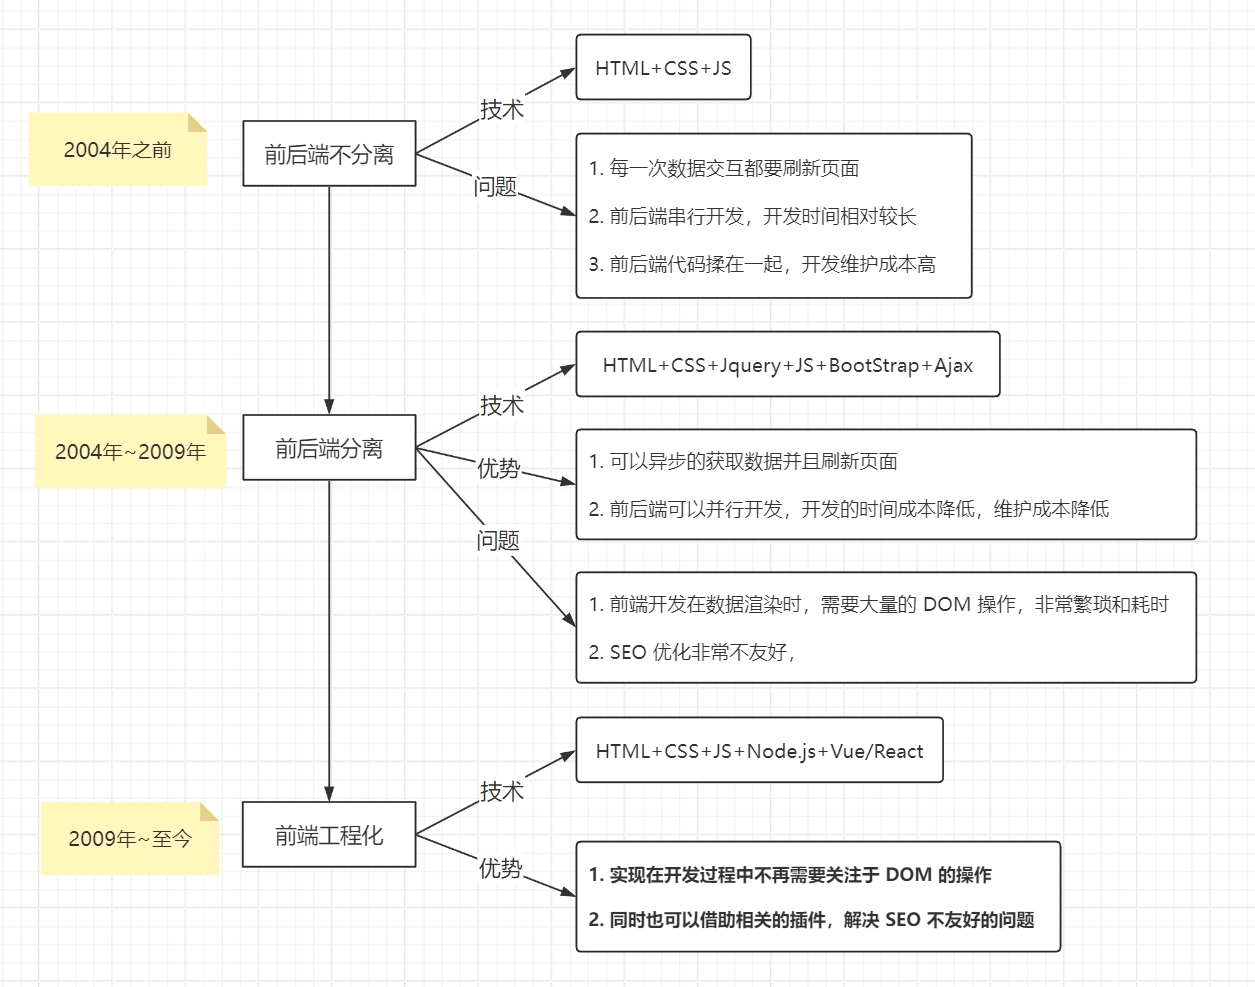 2004年之前
前后端不分离
技术
HTML+CSS+JS
问题
1. 每一次数据交互都要刷新页面
2. 前后端串行开发，开发时间相对较长
3. 前后端代码揉在一起，开发维护成本高
2004年~2009年
前后端分离
技术
HTML+CSS+Jquery+JS+BootStrap+Ajax
优势
1. 可以异步的获取数据并且刷新页面
2. 前后端可以并行开发，开发的时间成本降低，维护成本降低
问题
1. 前端开发在数据渲染时，需要大量的 DOM 操作，非常繁琐和耗时
2. SEO 优化非常不友好，
2009年~至今
前端工程化
技术
HTML+CSS+JS+Node.js+Vue/React
优势
1. 实现在开发过程中不再需要关注于 DOM 的操作
2. 同时也可以借助相关的插件，解决 SEO 不友好的问题